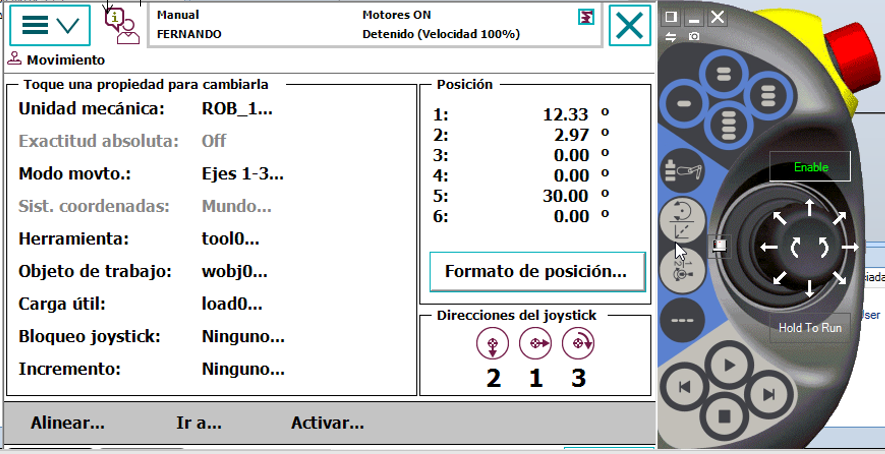 Manual
FERNANDO
Motores ON
Detenido (Velocidad 100%)
Movimiento
Toque una propiedad para cambiarla
Unidad mecánica: ROB_1...
Exactitud absoluta: Off
Modo movto.: Ejes 1-3...
Sist. coordenadas: Mundo...
Herramienta: tool0...
Objeto de trabajo: wobj0...
Carga útil: load0...
Bloqueo joystick: Ninguno...
Incremento: Ninguno...
Posición
1: 12.33 º
2: 2.97 º
3: 0.00 º
4: 0.00 º
5: 30.00 º
6: 0.00 º
Formato de posición...
Direcciones del joystick
2 1 3
Alinear... Ir a... Activar...
Enable
Hold To Run